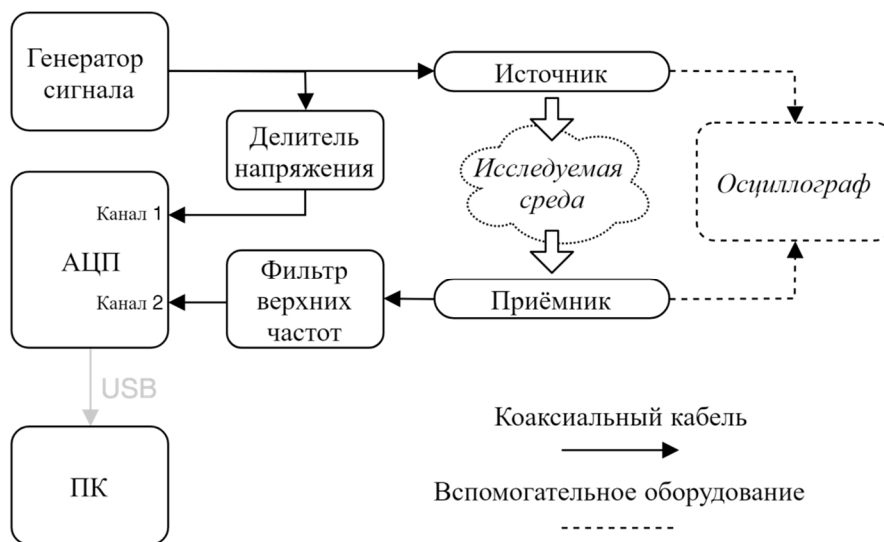 Генератор
сигнала
Источник
Делитель
напряжения
Исследуемая
среда
Осциллограф
Канал 1
АЦП
Канал 2
Фильтр
верхних
частот
Приёмник
USB
ПК
Коаксиальный кабель
Вспомогательное оборудование